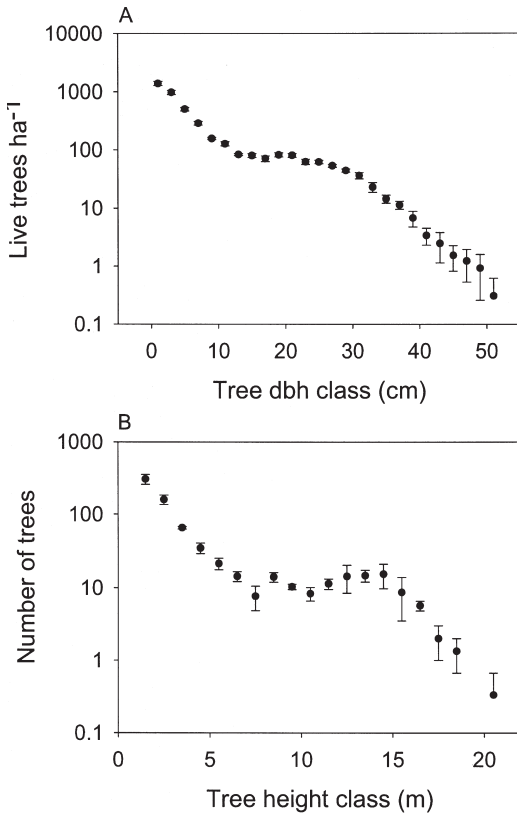 A
10000
1000
100
10
1
0.1
Live trees ha⁻¹
0 10 20 30 40 50
Tree dbh class (cm)
B
1000
100
10
1
0.1
Number of trees
0 5 10 15 20
Tree height class (m)